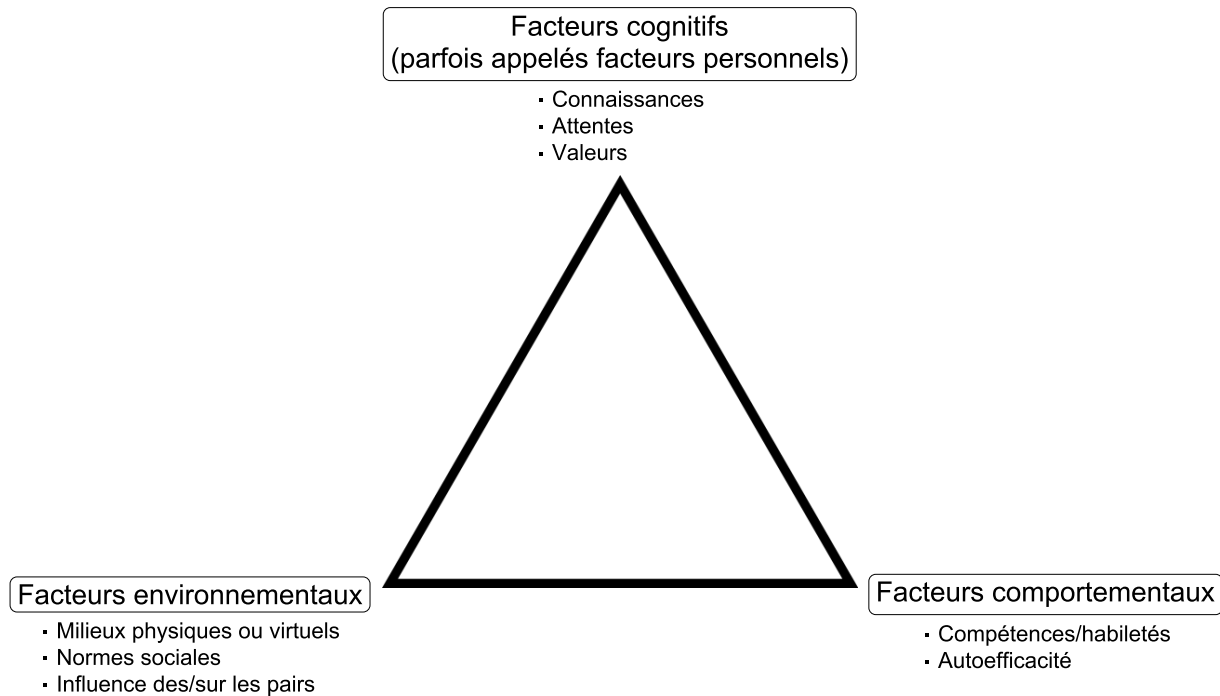 Facteurs cognitifs
(parfois appelés facteurs personnels)
· Connaissances
· Attentes
· Valeurs
Facteurs environnementaux
· Milieux physiques ou virtuels
· Normes sociales
· Influence des/sur les pairs
Facteurs comportementaux
· Compétences/habiletés
· Autoefficacité